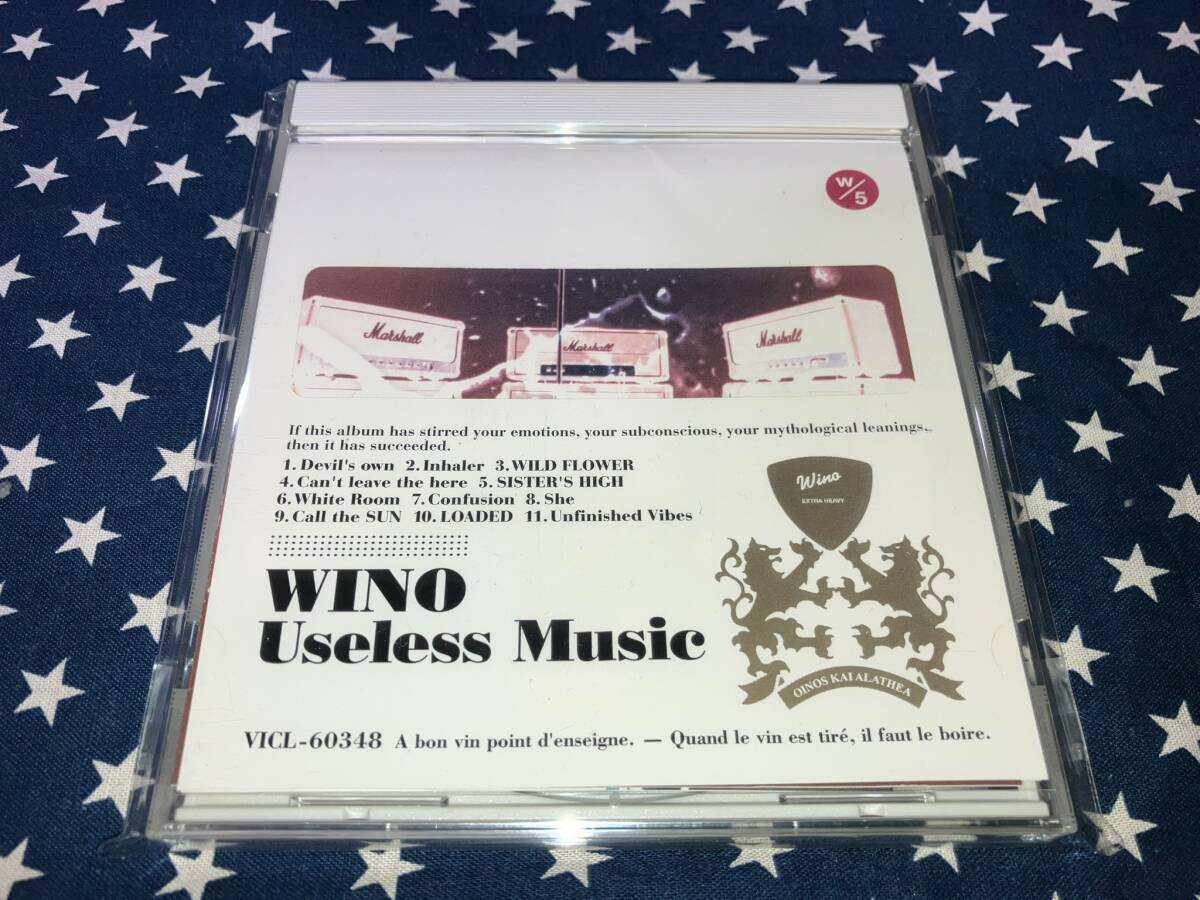 W/5
Marshall Marshall Marshall
If this album has stirred your emotions, your subconscious, your mythological leanings,
then it has succeeded.
1. Devil's own 2. Inhaler 3. WILD FLOWER
4. Can't leave the here 5. SISTER'S HIGH
6. White Room 7. Confusion 8. She
9. Call the SUN 10. LOADED 11. Unfinished Vibes
Wino
EXTRA HEAVY
WINO
Useless Music
OINOS KAI ALATHEA
VICL-60348 A bon vin point d'enseigne. — Quand le vin est tiré, il faut le boire.